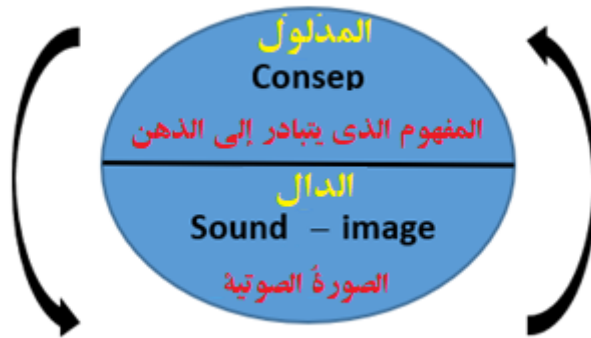 المدلول
Consep
المفهوم الذى يتبادر إلى الذهن
الدال
Sound – image
الصورة الصوتية